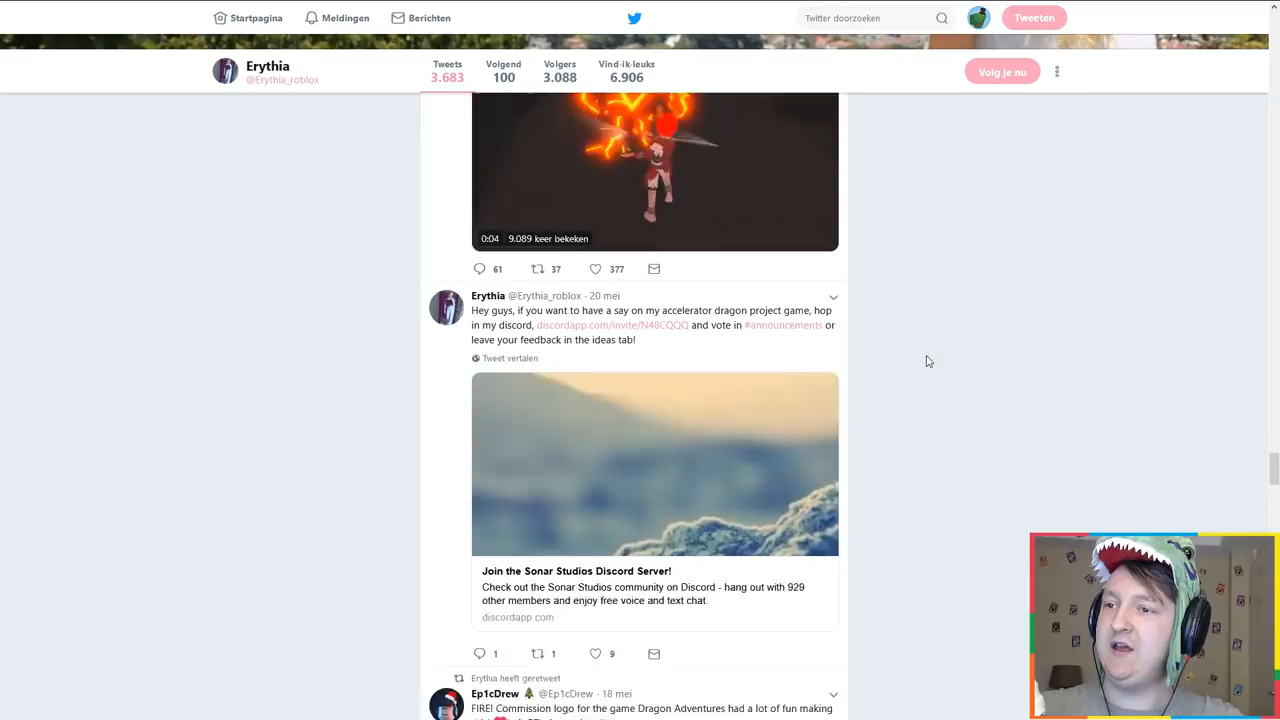 Startpagina Meldingen Berichten Twitter doorzoeken Tweeten
Erythia
@Erythia_roblox
Tweets Volgend Volgers Vind-ik-leuks
3.683 100 3.088 6.906
Volg je nu
0:04 9.089 keer bekeken
61 37 377
Erythia @Erythia_roblox · 20 mei
Hey guys, if you want to have a say on my accelerator dragon project game, hop
in my discord, discordapp.com/invite/N48CQQQ and vote in #announcements or
leave your feedback in the ideas tab!
Tweet vertalen
Join the Sonar Studios Discord Server!
Check out the Sonar Studios community on Discord - hang out with 929
other members and enjoy free voice and text chat.
discordapp.com
1 1 9
Erythia heeft geretweet
Ep1cDrew @Ep1cDrew · 18 mei
FIRE! Commission logo for the game Dragon Adventures had a lot of fun making